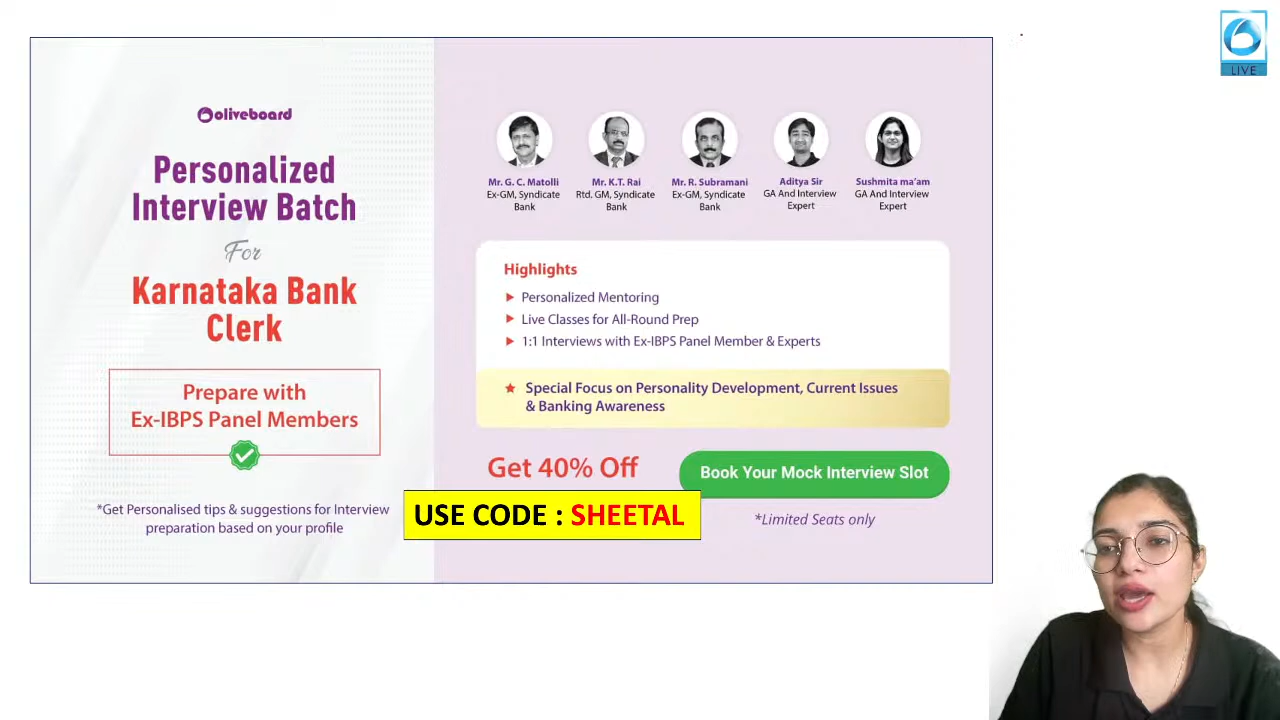 LIVE
oliveboard
Personalized
Interview Batch
For
Karnataka Bank
Clerk
Prepare with
Ex-IBPS Panel Members
*Get Personalised tips & suggestions for Interview
preparation based on your profile
Mr. G. C. Matolli
Ex-GM, Syndicate
Bank
Mr. K.T. Rai
Rtd. GM, Syndicate
Bank
Mr. R. Subramani
Ex-GM, Syndicate
Bank
Aditya Sir
GA And Interview
Expert
Sushmita ma'am
GA And Interview
Expert
Highlights
Personalized Mentoring
Live Classes for All-Round Prep
1:1 Interviews with Ex-IBPS Panel Member & Experts
Special Focus on Personality Development, Current Issues
& Banking Awareness
Get 40% Off
Book Your Mock Interview Slot
USE CODE : SHEETAL
*Limited Seats only